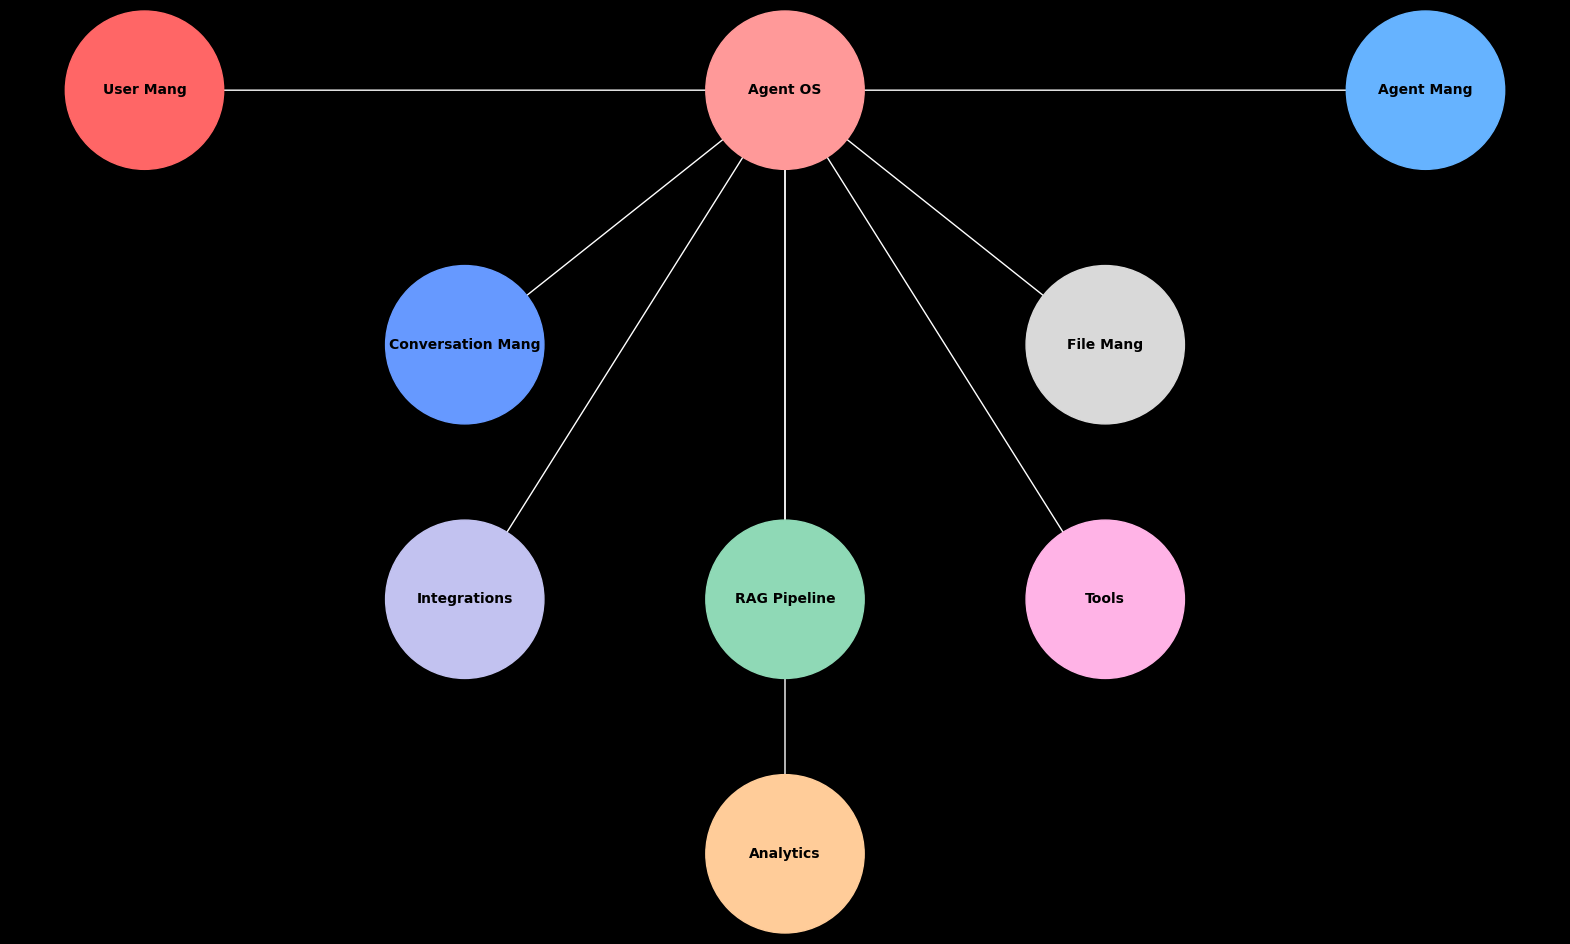 User Mang
Agent OS
Agent Mang
Conversation Mang
File Mang
Integrations
RAG Pipeline
Tools
Analytics